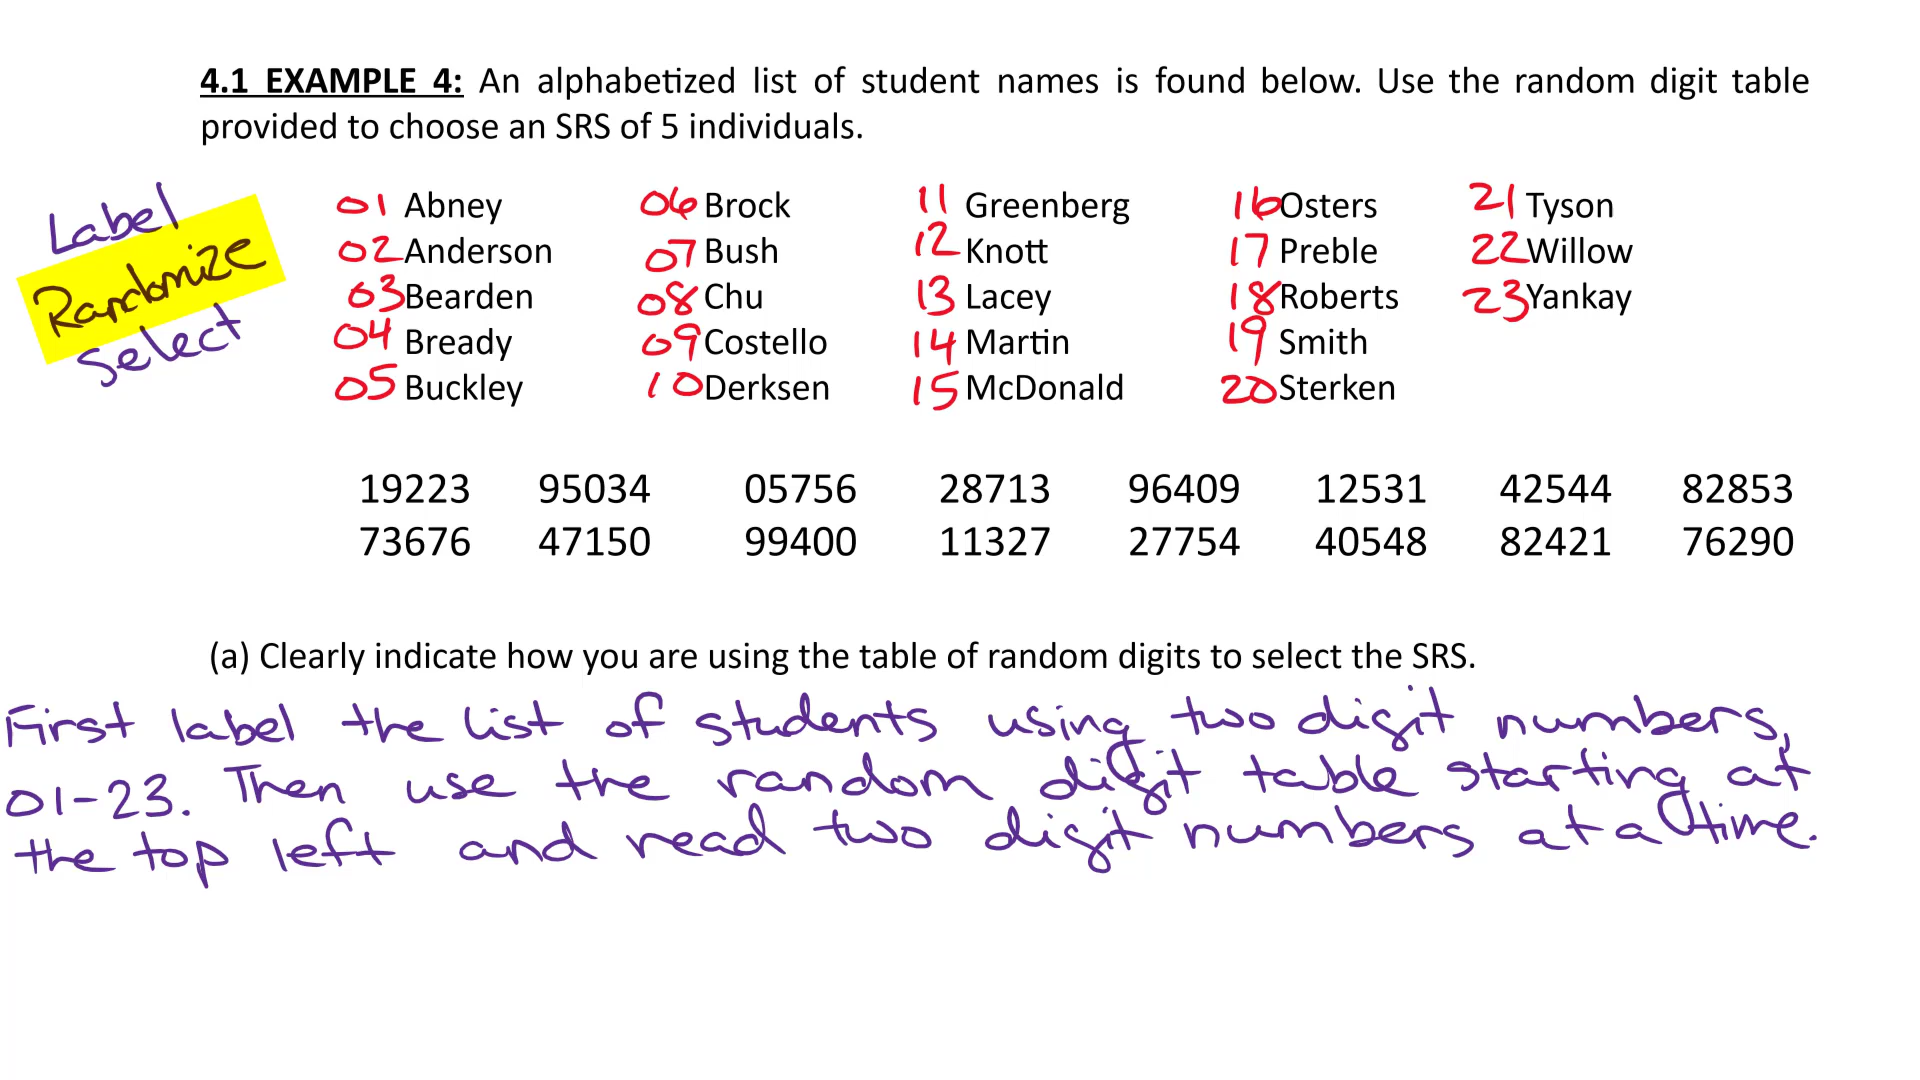 4.1 EXAMPLE 4: An alphabetized list of student names is found below. Use the random digit table
provided to choose an SRS of 5 individuals.
Label
Randomize
Select
01 Abney 06 Brock 11 Greenberg 16 Osters 21 Tyson
02 Anderson 07 Bush 12 Knott 17 Preble 22 Willow
03 Bearden 08 Chu 13 Lacey 18 Roberts 23 Yankay
04 Bready 09 Costello 14 Martin 19 Smith
05 Buckley 10 Derksen 15 McDonald 20 Sterken
19223 95034 05756 28713 96409 12531 42544 82853
73676 47150 99400 11327 27754 40548 82421 76290
(a) Clearly indicate how you are using the table of random digits to select the SRS.
First label the list of students using two digit numbers,
01-23. Then use the random digit table starting at
the top left and read two digit numbers at a time.